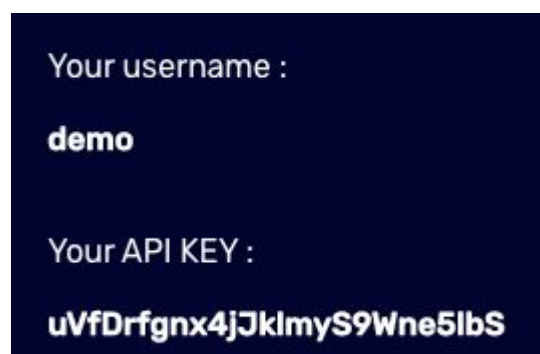 Your username :
demo
Your API KEY :
uVfDrfgnx4jJklmyS9Wne5lbS